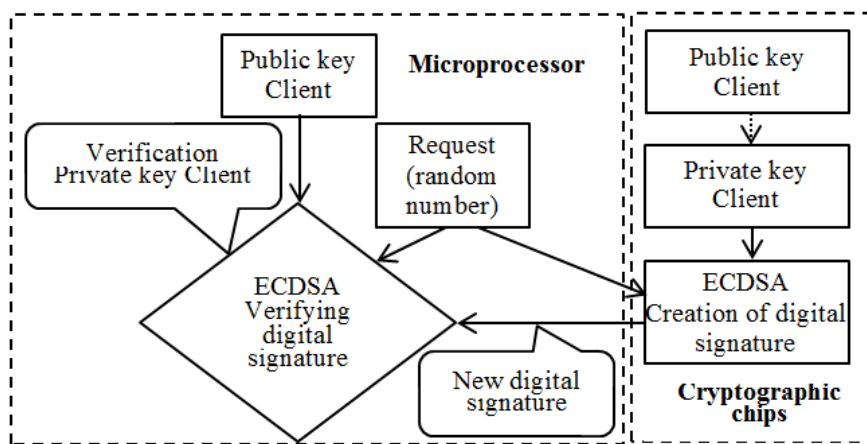 Public key
Client
Microprocessor
Verification
Private key Client
Request
(random
number)
ECDSA
Verifying
digital
signature
New digital
signature
Public key
Client
Private key
Client
ECDSA
Creation of digital
signature
Cryptographic
chips